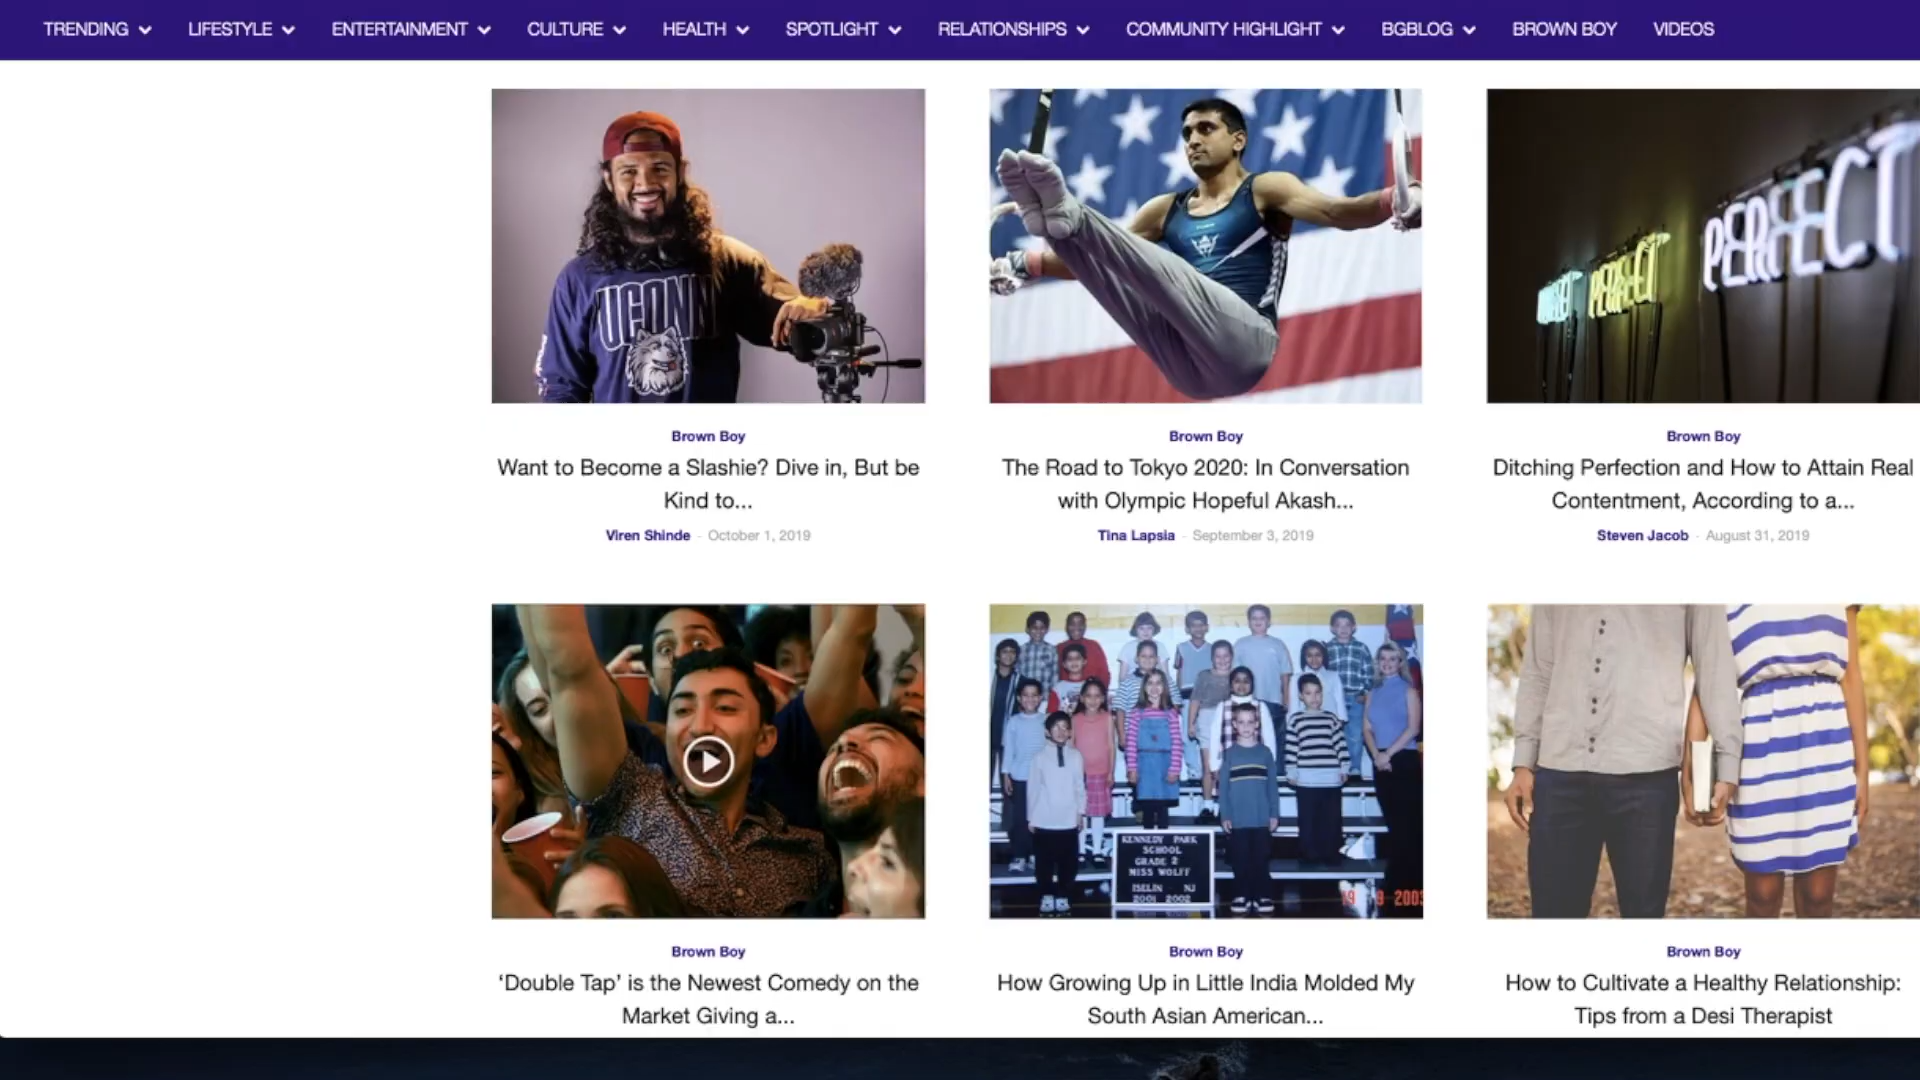 TRENDING LIFESTYLE ENTERTAINMENT CULTURE HEALTH SPOTLIGHT RELATIONSHIPS COMMUNITY HIGHLIGHT BGBLOG BROWN BOY VIDEOS
UCONN
PERFECT
PERFECT
Brown Boy
Want to Become a Slashie? Dive in, But be
Kind to...
Viren Shinde - October 1, 2019
Brown Boy
The Road to Tokyo 2020: In Conversation
with Olympic Hopeful Akash...
Tina Lapsia - September 3, 2019
Brown Boy
Ditching Perfection and How to Attain Real
Contentment, According to a...
Steven Jacob - August 31, 2019
KENNEDY PARK
SCHOOL
GRADE 2
MISS WOLFF
ISELIN NJ
2001 2002
Brown Boy
‘Double Tap’ is the Newest Comedy on the
Market Giving a...
Brown Boy
How Growing Up in Little India Molded My
South Asian American...
Brown Boy
How to Cultivate a Healthy Relationship:
Tips from a Desi Therapist